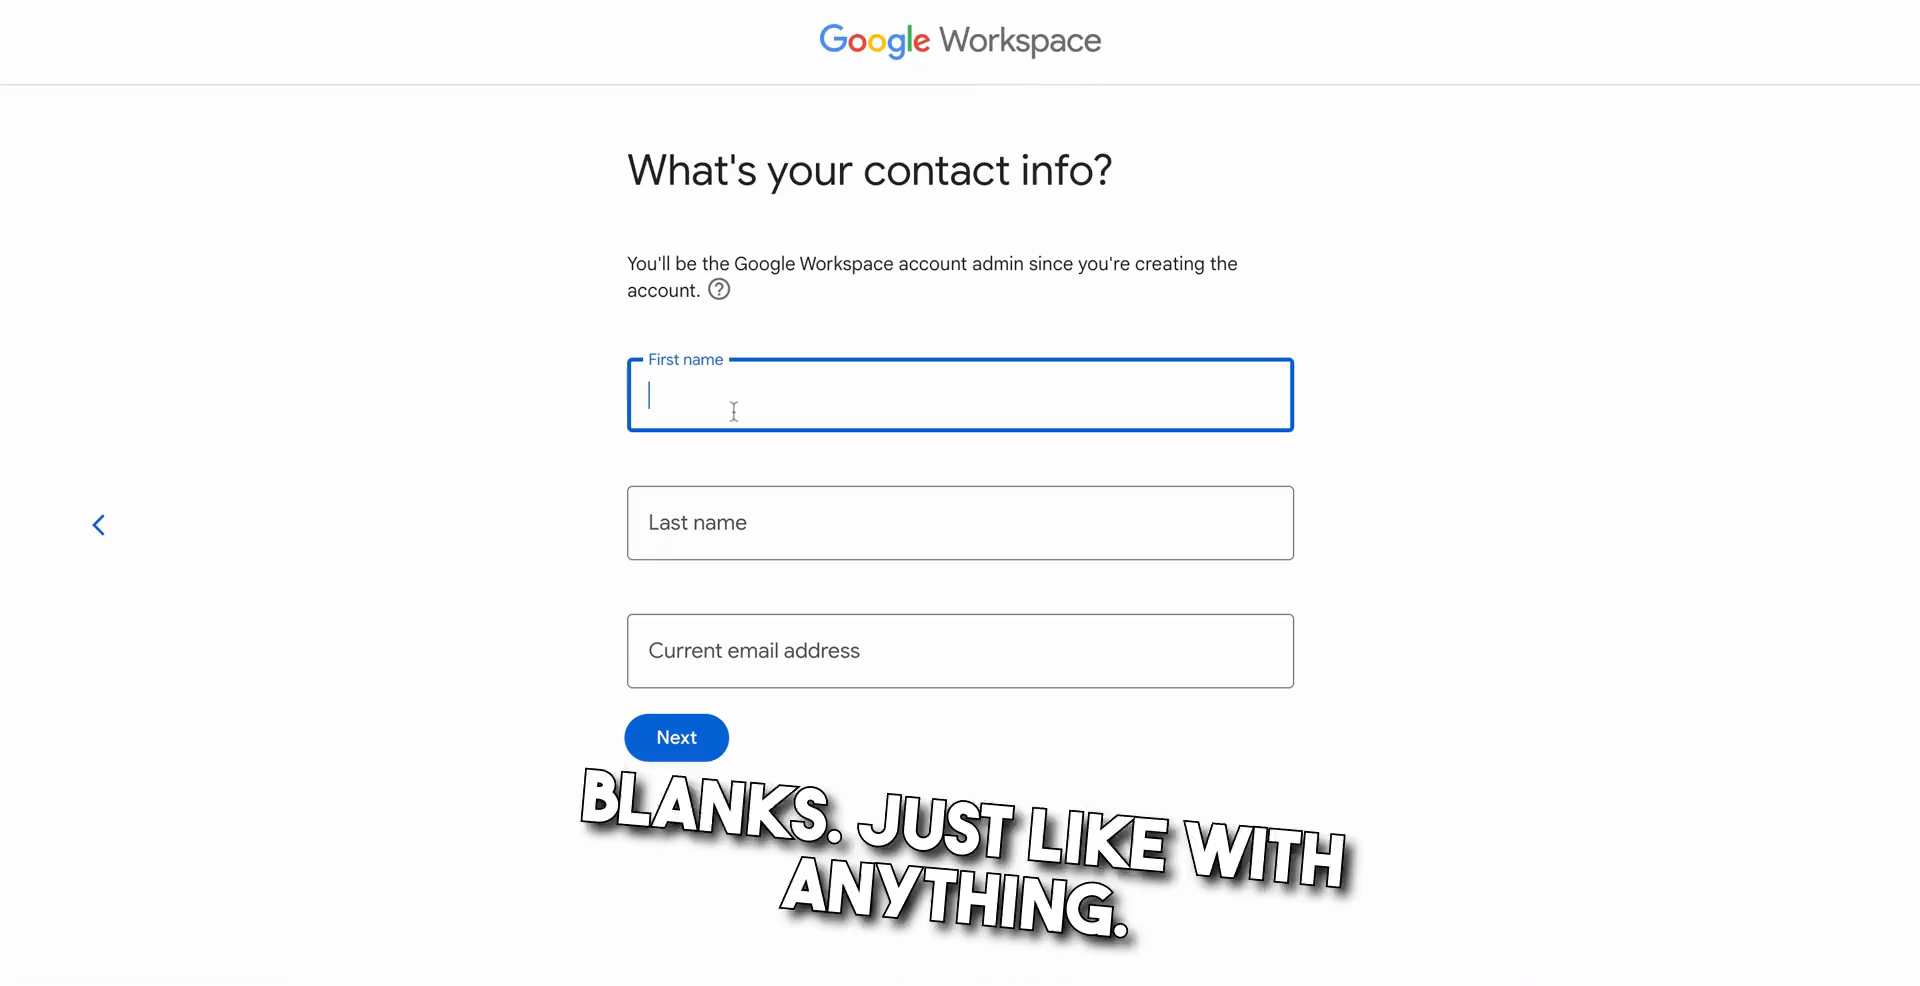 Google Workspace
What's your contact info?
You'll be the Google Workspace account admin since you're creating the
account.
First name
Last name
Current email address
Next
BLANKS. JUST LIKE WITH
ANYTHING.